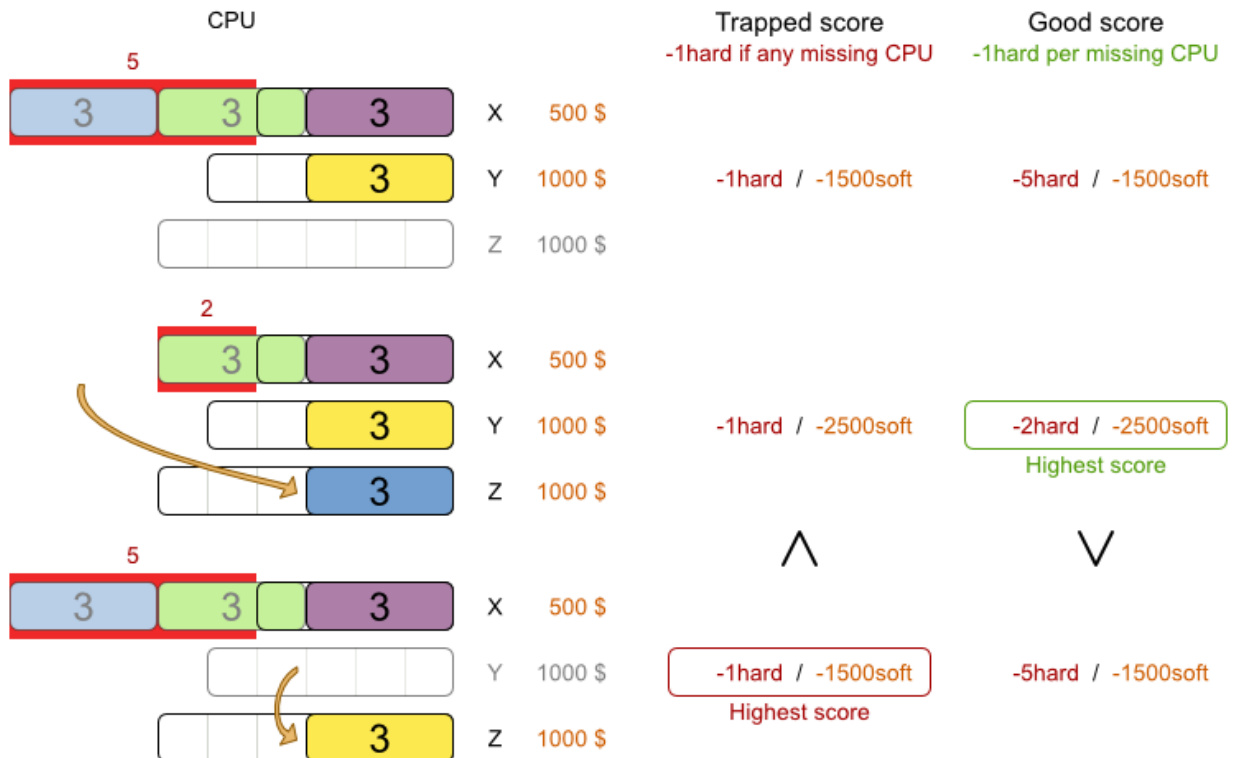 CPU
Trapped score
Good score
-1hard if any missing CPU
-1hard per missing CPU
5
3 3 3 X 500 $
3 Y 1000 $ -1hard / -1500soft -5hard / -1500soft
Z 1000 $
2
3 3 X 500 $
3 Y 1000 $ -1hard / -2500soft -2hard / -2500soft
Highest score
3 Z 1000 $
5
3 3 3 X 500 $
Y 1000 $ -1hard / -1500soft -5hard / -1500soft
Highest score
3 Z 1000 $